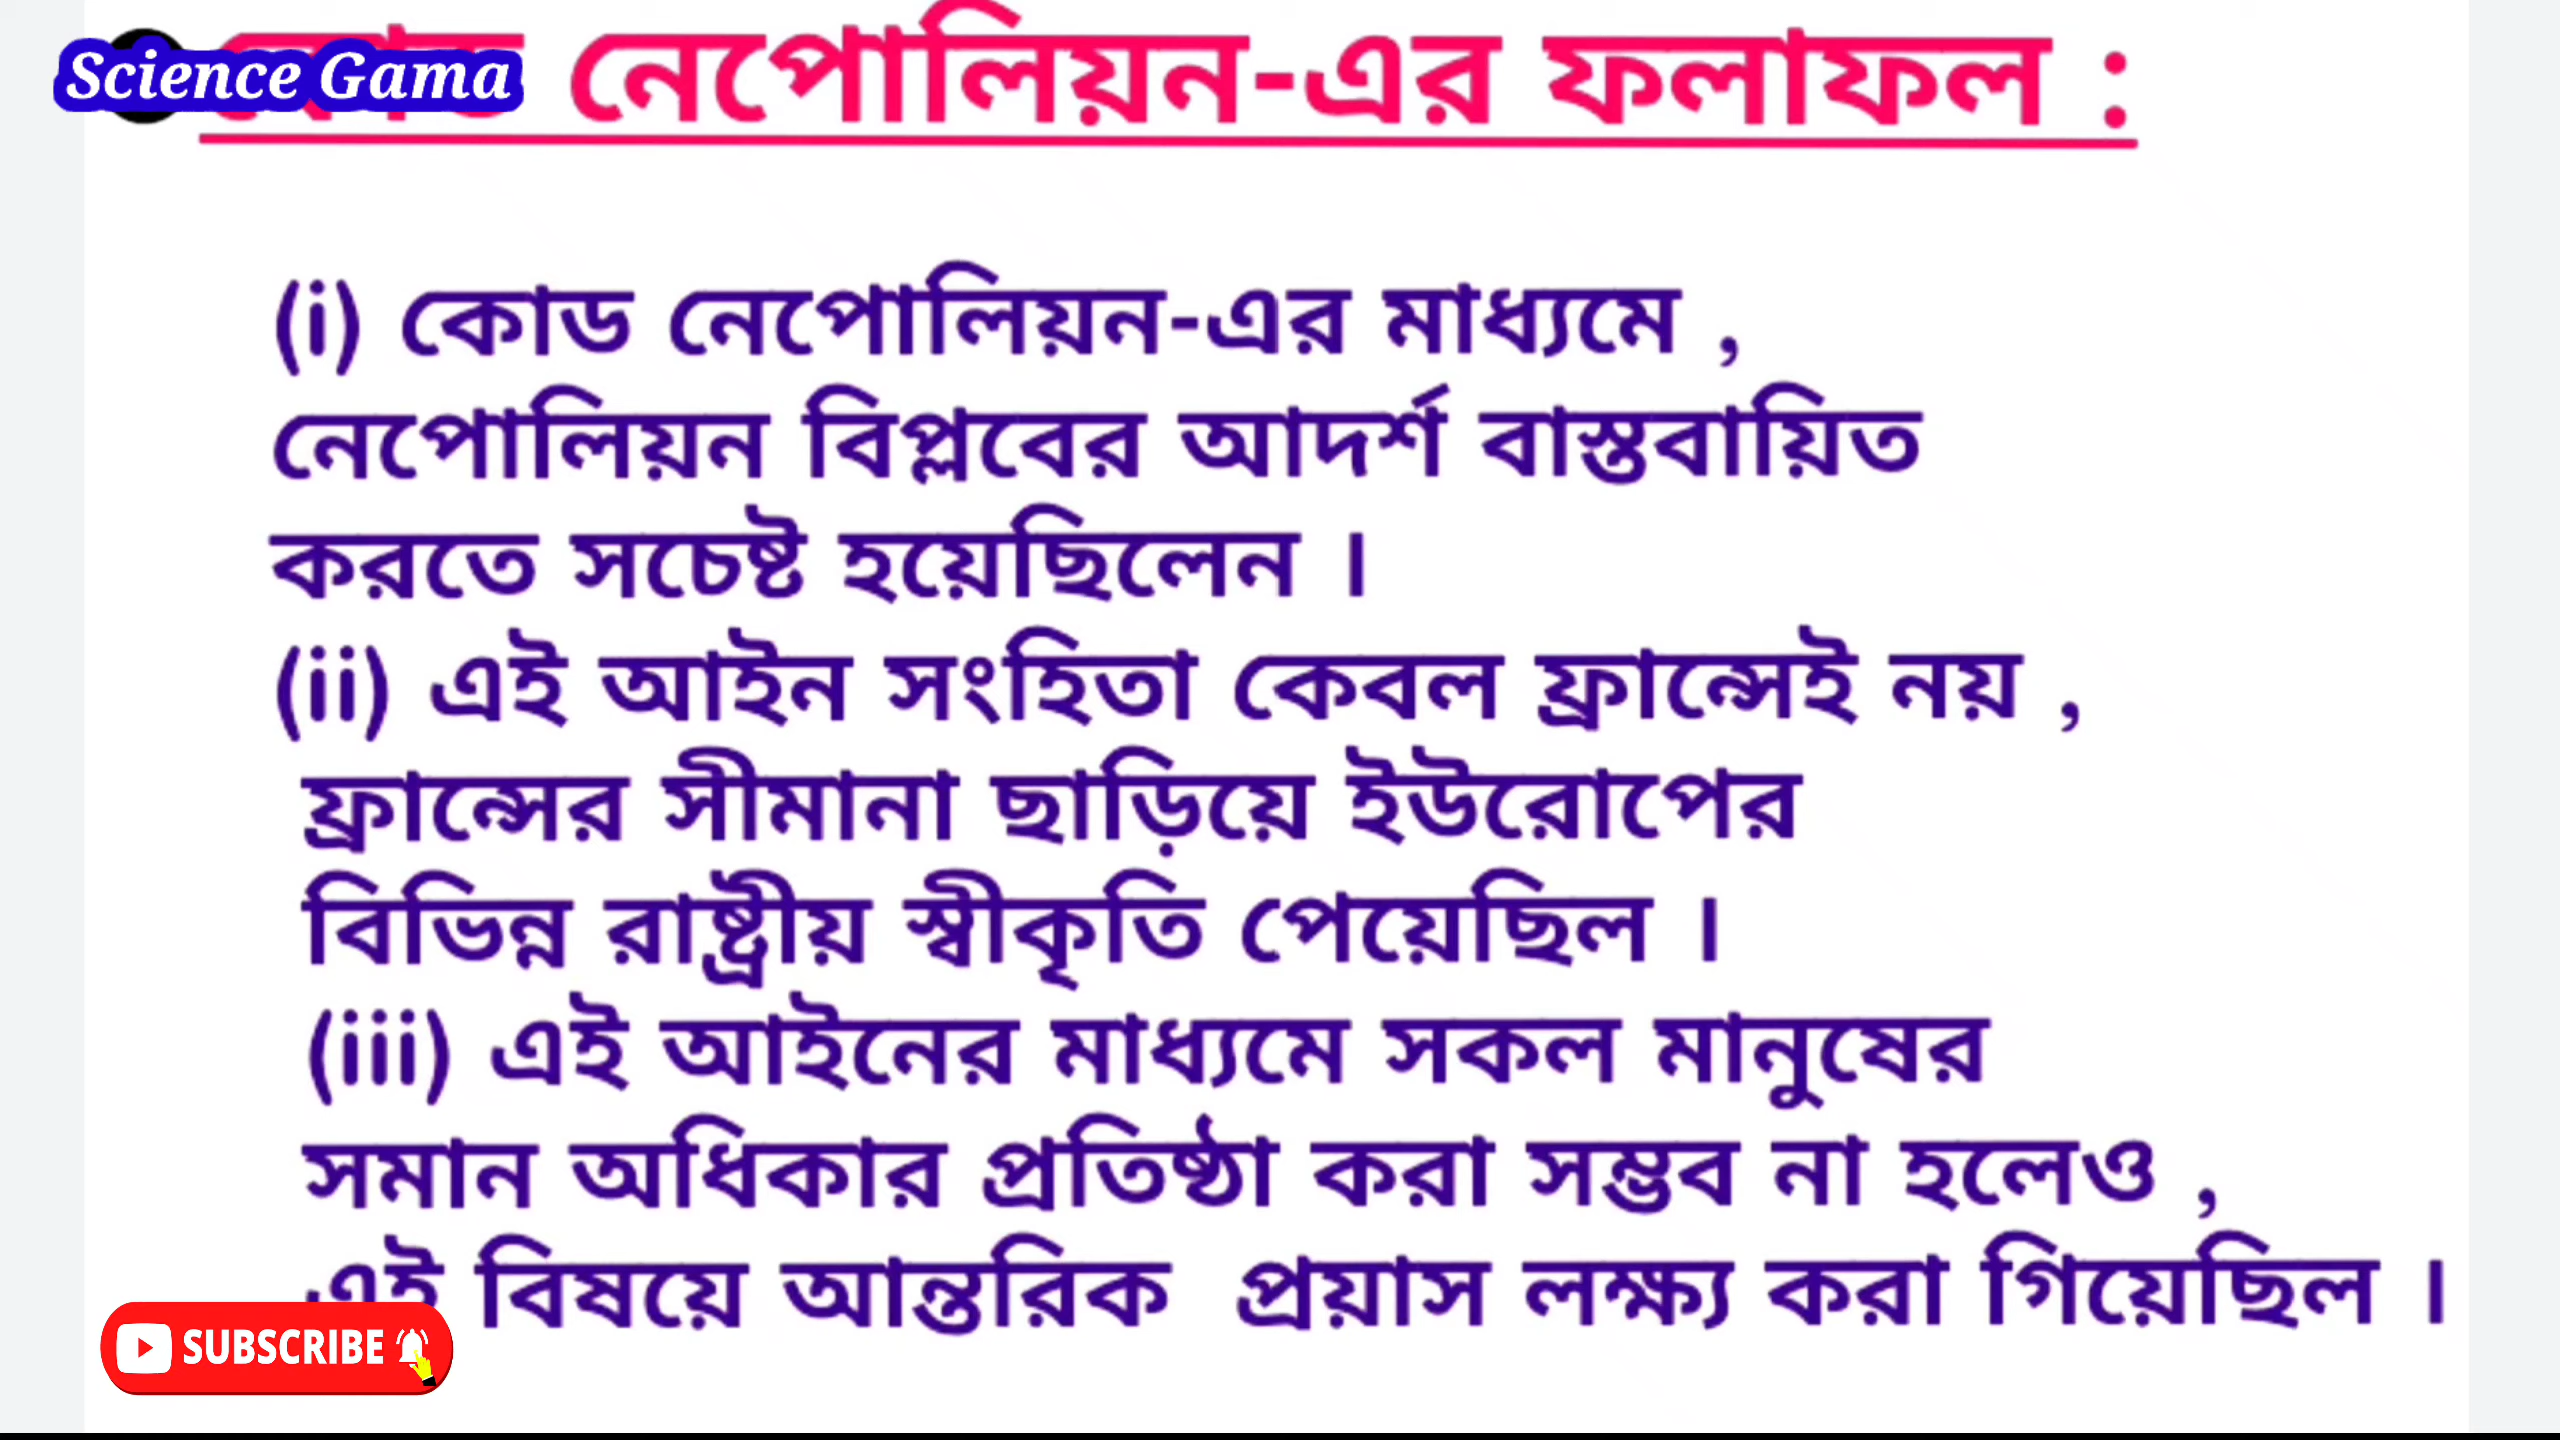 Science Gama
নেপোলিয়ন-এর ফলাফল :
(i) কোড নেপোলিয়ন-এর মাধ্যমে ,
নেপোলিয়ন বিপ্লবের আদর্শ বাস্তবায়িত
করতে সচেষ্ট হয়েছিলেন ।
(ii) এই আইন সংহিতা কেবল ফ্রান্সেই নয় ,
ফ্রান্সের সীমানা ছাড়িয়ে ইউরোপের
বিভিন্ন রাষ্ট্রীয় স্বীকৃতি পেয়েছিল ।
(iii) এই আইনের মাধ্যমে সকল মানুষের
সমান অধিকার প্রতিষ্ঠা করা সম্ভব না হলেও ,
এই বিষয়ে আন্তরিক প্রয়াস লক্ষ্য করা গিয়েছিল ।
SUBSCRIBE